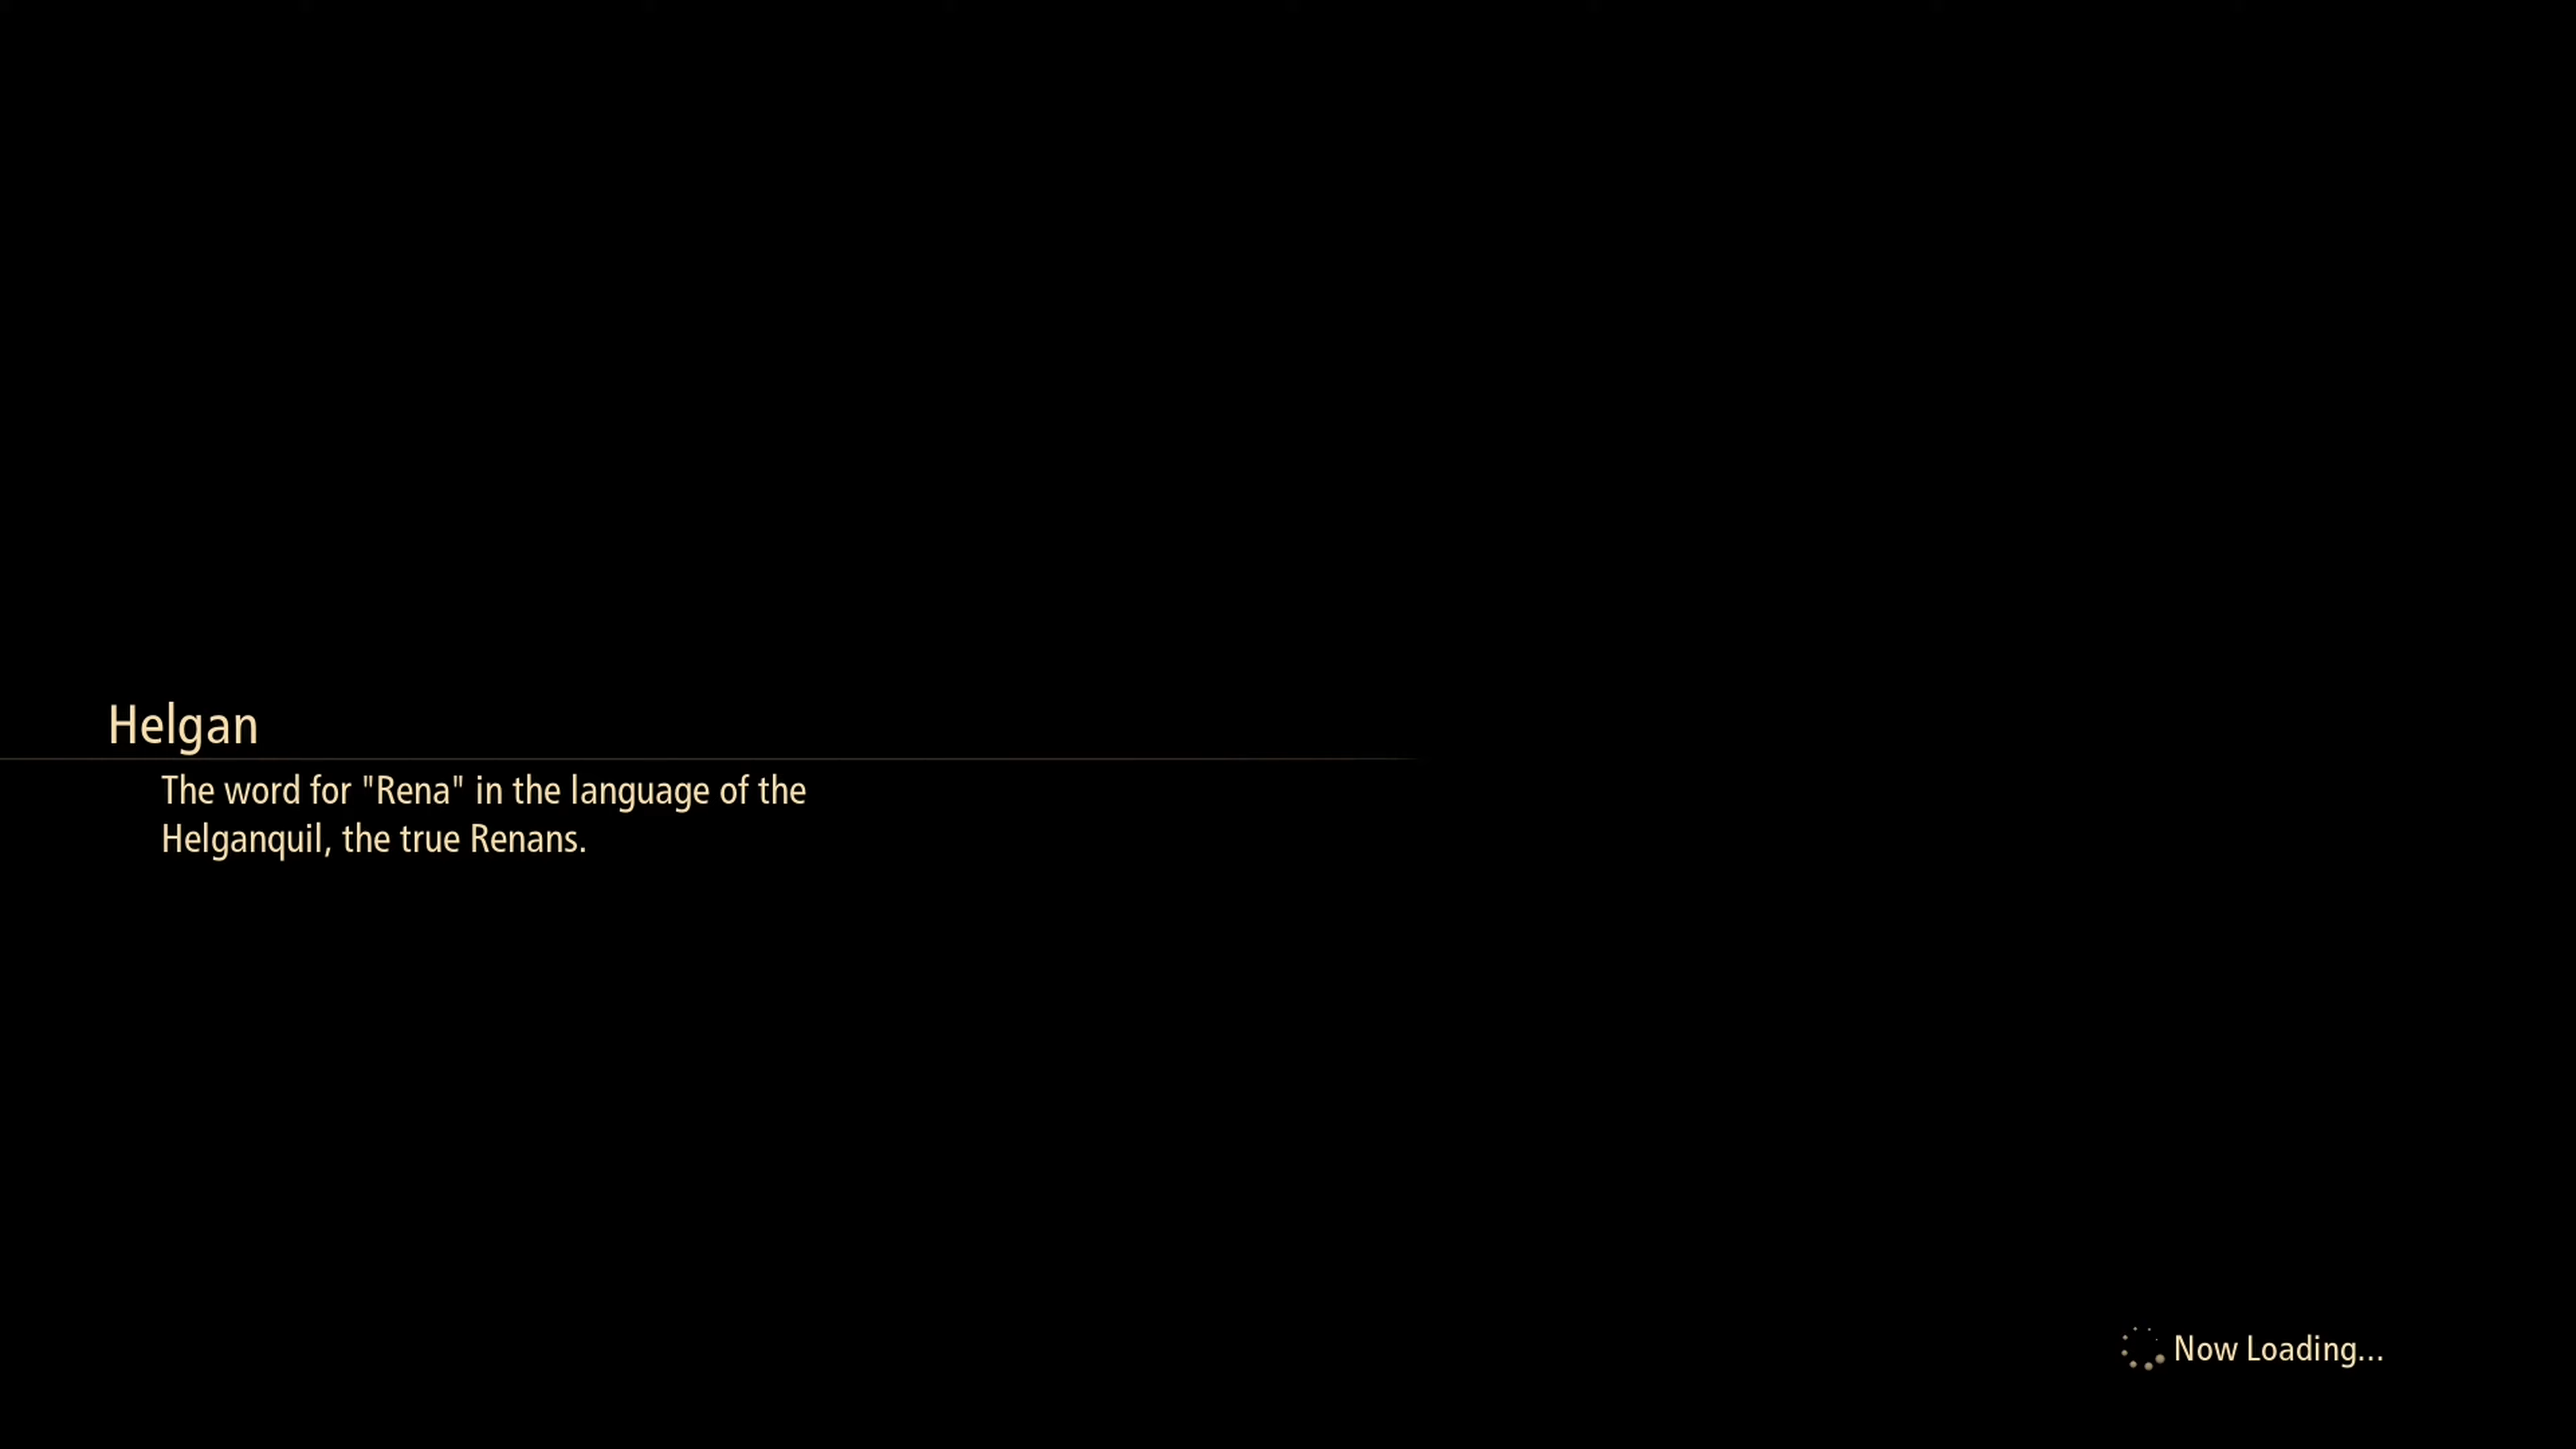 Helgan
The word for "Rena" in the language of the
Helganquil, the true Renans.
Now Loading...